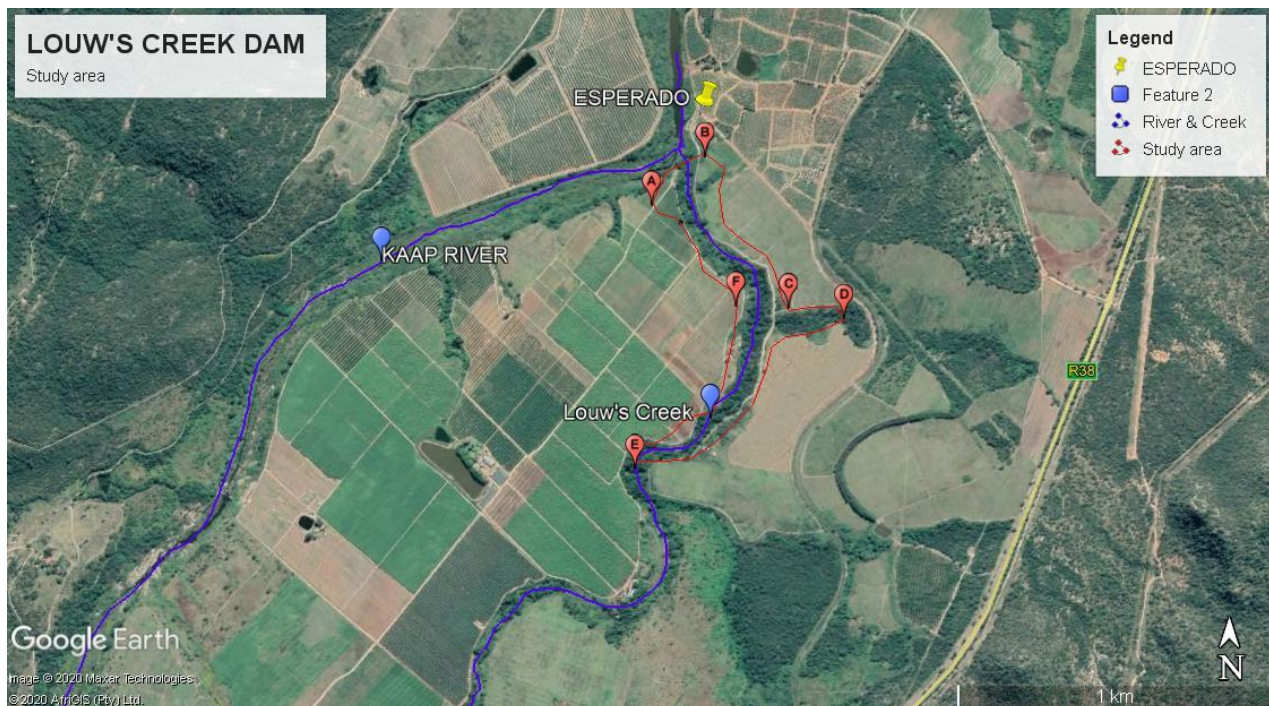 LOUW'S CREEK DAM
Study area
Legend
ESPERADO
Feature 2
River & Creek
Study area
ESPERADO
B
A
KAAP RIVER
F
C
D
R38
Louw's Creek
E
Google Earth
Image © 2020 Maxar Technologies
© 2020 AfriGIS (Pty) Ltd.
N
1 km